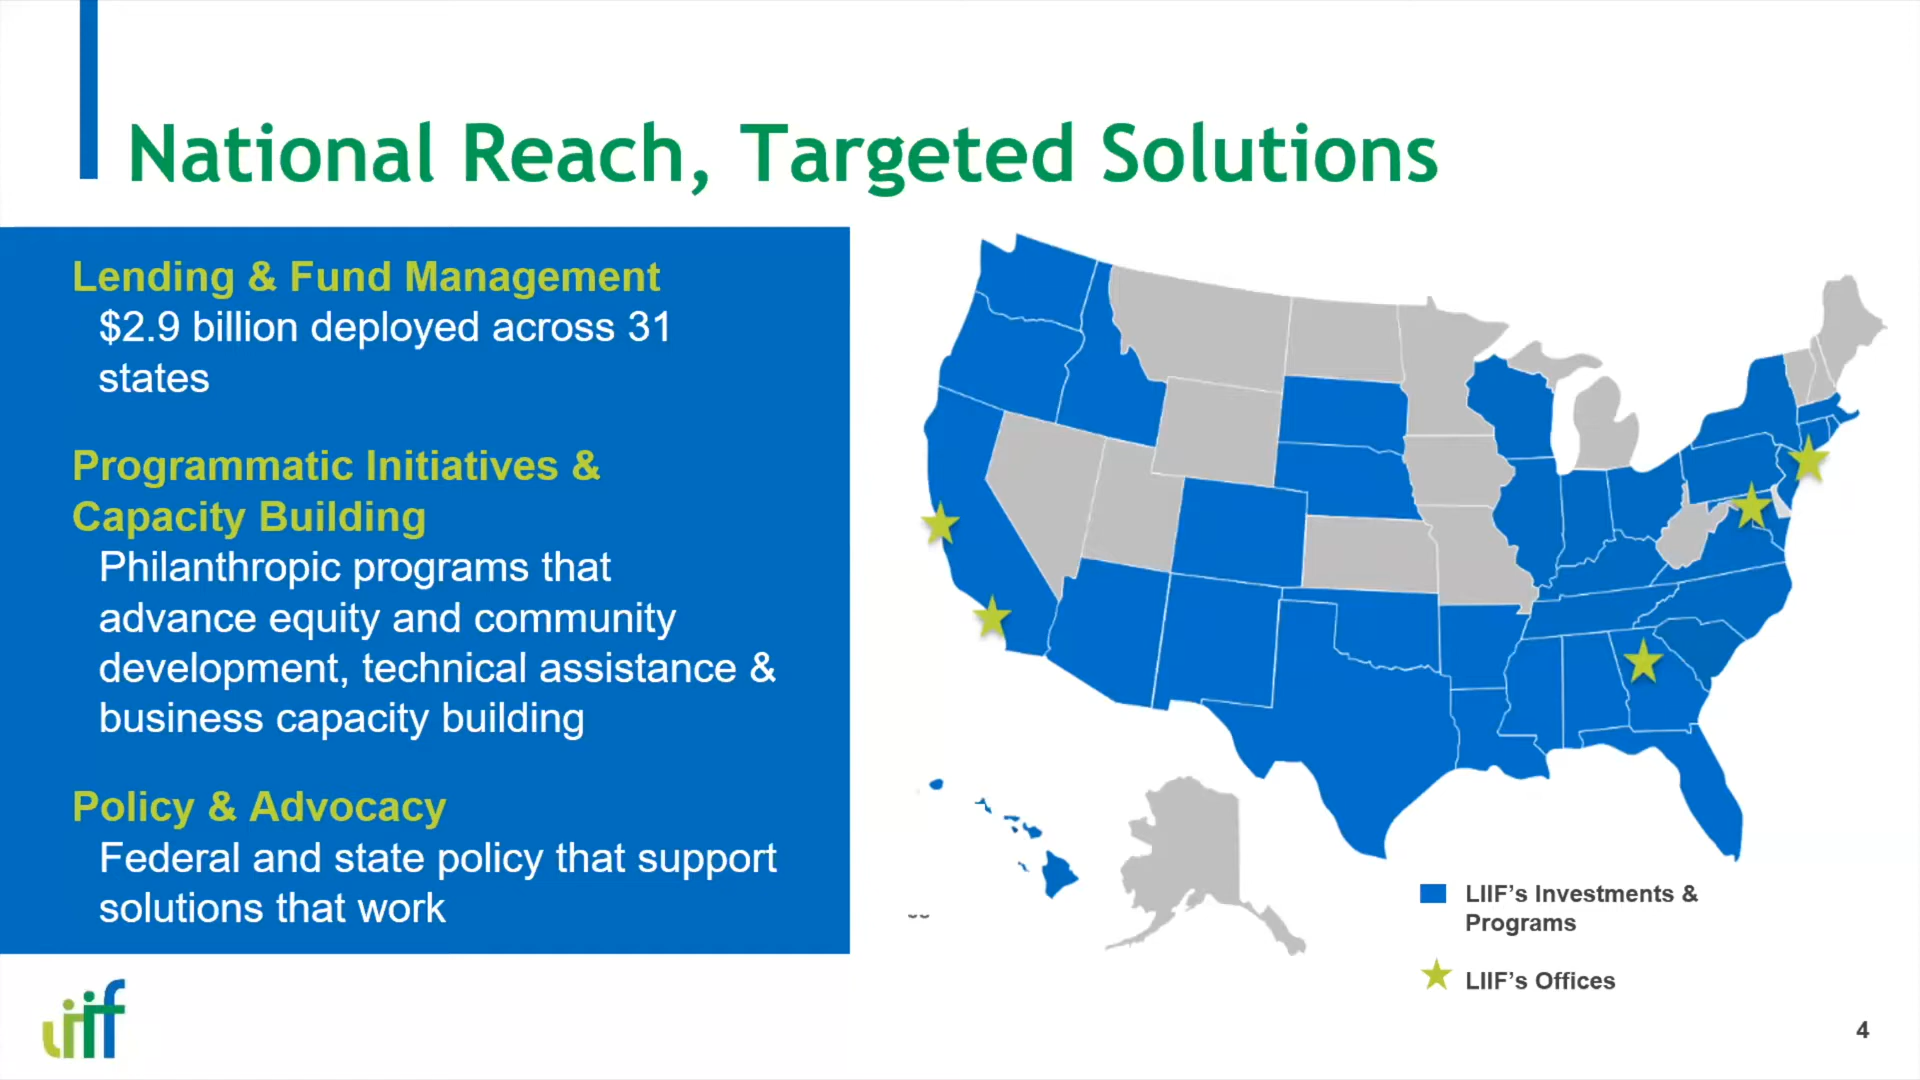 National Reach, Targeted Solutions
Lending & Fund Management
$2.9 billion deployed across 31
states
Programmatic Initiatives &
Capacity Building
Philanthropic programs that
advance equity and community
development, technical assistance &
business capacity building
Policy & Advocacy
Federal and state policy that support
solutions that work
LIIF’s Investments &
Programs
LIIF’s Offices
liif
4